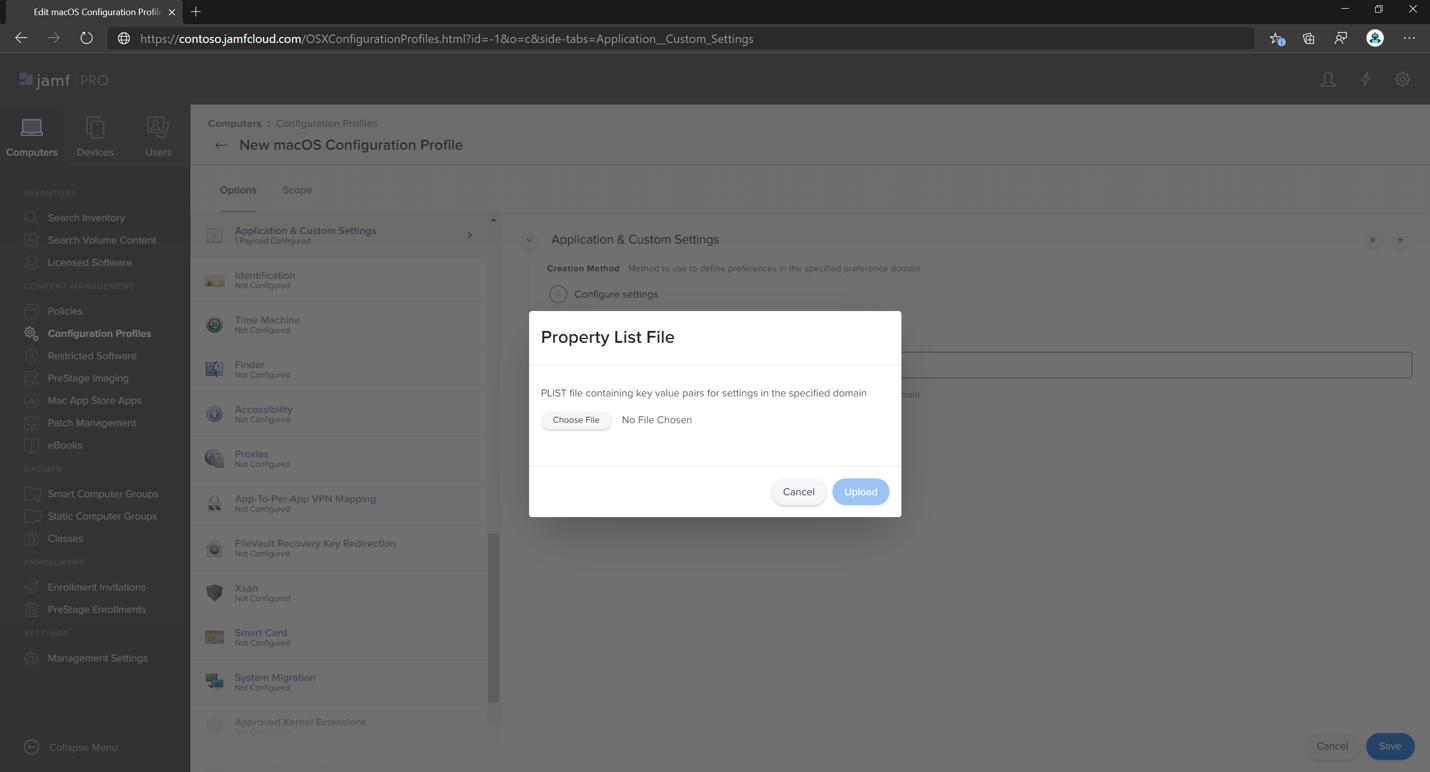 Edit macOS Configuration Profil
https://contoso.jamfcloud.com/OSXConfigurationProfiles.html?id=-1&o=c&side-tabs=Application__Custom_Settings
jamf PRO
Computers
Devices
Users
INVENTORY
Search Inventory
Search Volume Content
Licensed Software
CONTENT MANAGEMENT
Policies
Configuration Profiles
Restricted Software
PreStage Imaging
Mac App Store Apps
Patch Management
eBooks
GROUPS
Smart Computer Groups
Static Computer Groups
Classes
ENROLLMENT
Enrollment Invitations
PreStage Enrollments
SETTINGS
Management Settings
Collapse Menu
Computers : Configuration Profiles
← New macOS Configuration Profile
Options
Scope
Application & Custom Settings
1 Payload Configured
Identification
Not Configured
Time Machine
Not Configured
Finder
Not Configured
Accessibility
Not Configured
Proxies
Not Configured
App-To-Per-App VPN Mapping
Not Configured
FileVault Recovery Key Redirection
Not Configured
Xsan
Not Configured
Smart Card
Not Configured
System Migration
Not Configured
Approved Kernel Extensions
Not Configured
Application & Custom Settings
Creation Method Method to use to define preferences in the specified preference domain
Configure settings
main
Property List File
PLIST file containing key value pairs for settings in the specified domain
Choose File No File Chosen
Cancel
Upload
Cancel
Save